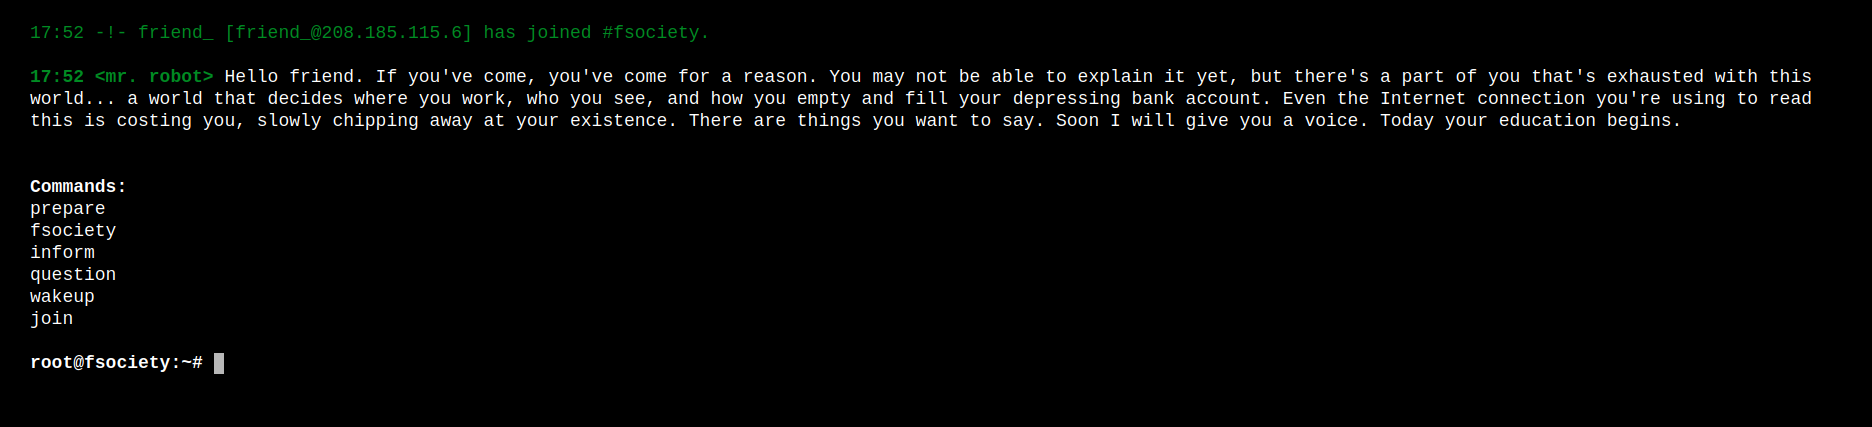 17:52 -!- friend_ [friend_@208.185.115.6] has joined #fsociety.
17:52 <mr. robot> Hello friend. If you've come, you've come for a reason. You may not be able to explain it yet, but there's a part of you that's exhausted with this
world... a world that decides where you work, who you see, and how you empty and fill your depressing bank account. Even the Internet connection you're using to read
this is costing you, slowly chipping away at your existence. There are things you want to say. Soon I will give you a voice. Today your education begins.
Commands:
prepare
fsociety
inform
question
wakeup
join
root@fsociety:~#